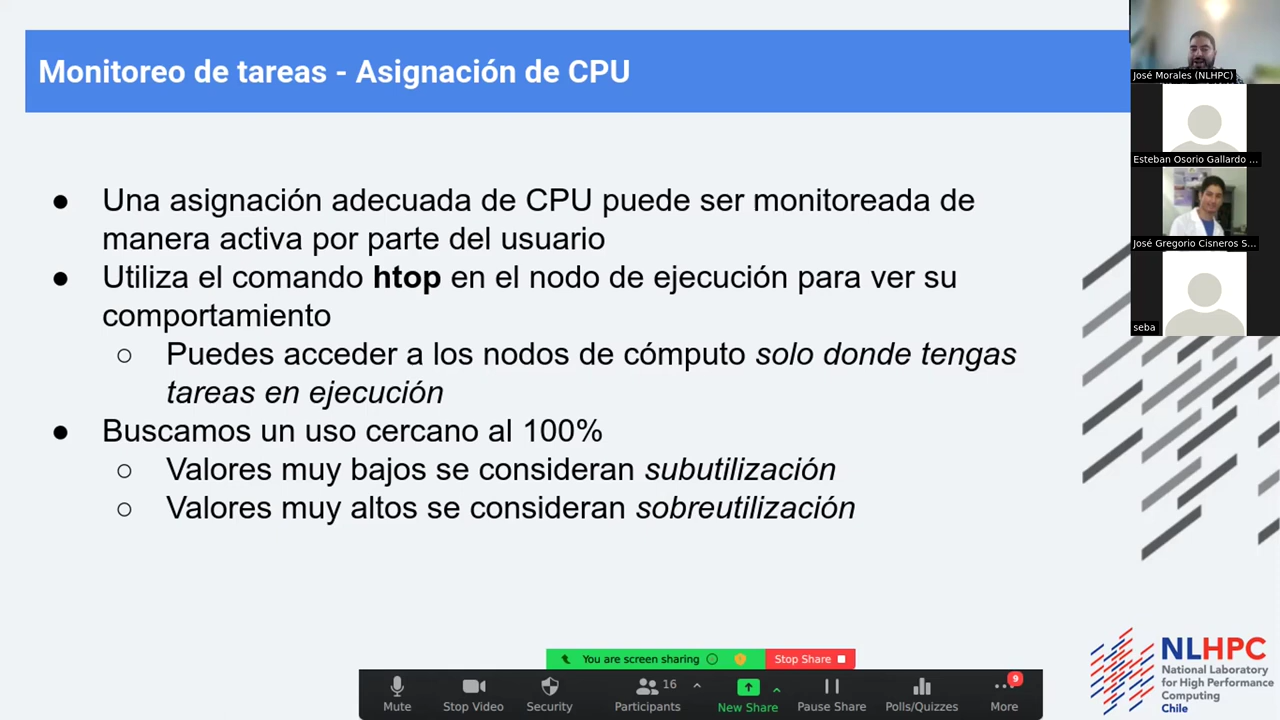 Monitoreo de tareas - Asignación de CPU
● Una asignación adecuada de CPU puede ser monitoreada de
manera activa por parte del usuario
● Utiliza el comando htop en el nodo de ejecución para ver su
comportamiento
○ Puedes acceder a los nodos de cómputo solo donde tengas
tareas en ejecución
● Buscamos un uso cercano al 100%
○ Valores muy bajos se consideran subutilización
○ Valores muy altos se consideran sobreutilización
José Morales (NLHPC)
Esteban Osorio Gallardo ...
José Gregorio Cisneros S...
seba
You are screen sharing
Stop Share
Mute
Stop Video
Security
16
Participants
New Share
Pause Share
Polls/Quizzes
9
More
NLHPC
National Laboratory
for High Performance
Computing
Chile